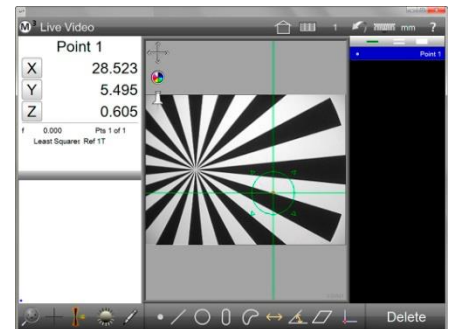 M3 Live Video
1
mm
?
Point 1
X 28.523
Y 5.495
Z 0.605
f 0.000 Pts 1 of 1
Least Squares Ref 1T
Point 1
Delete